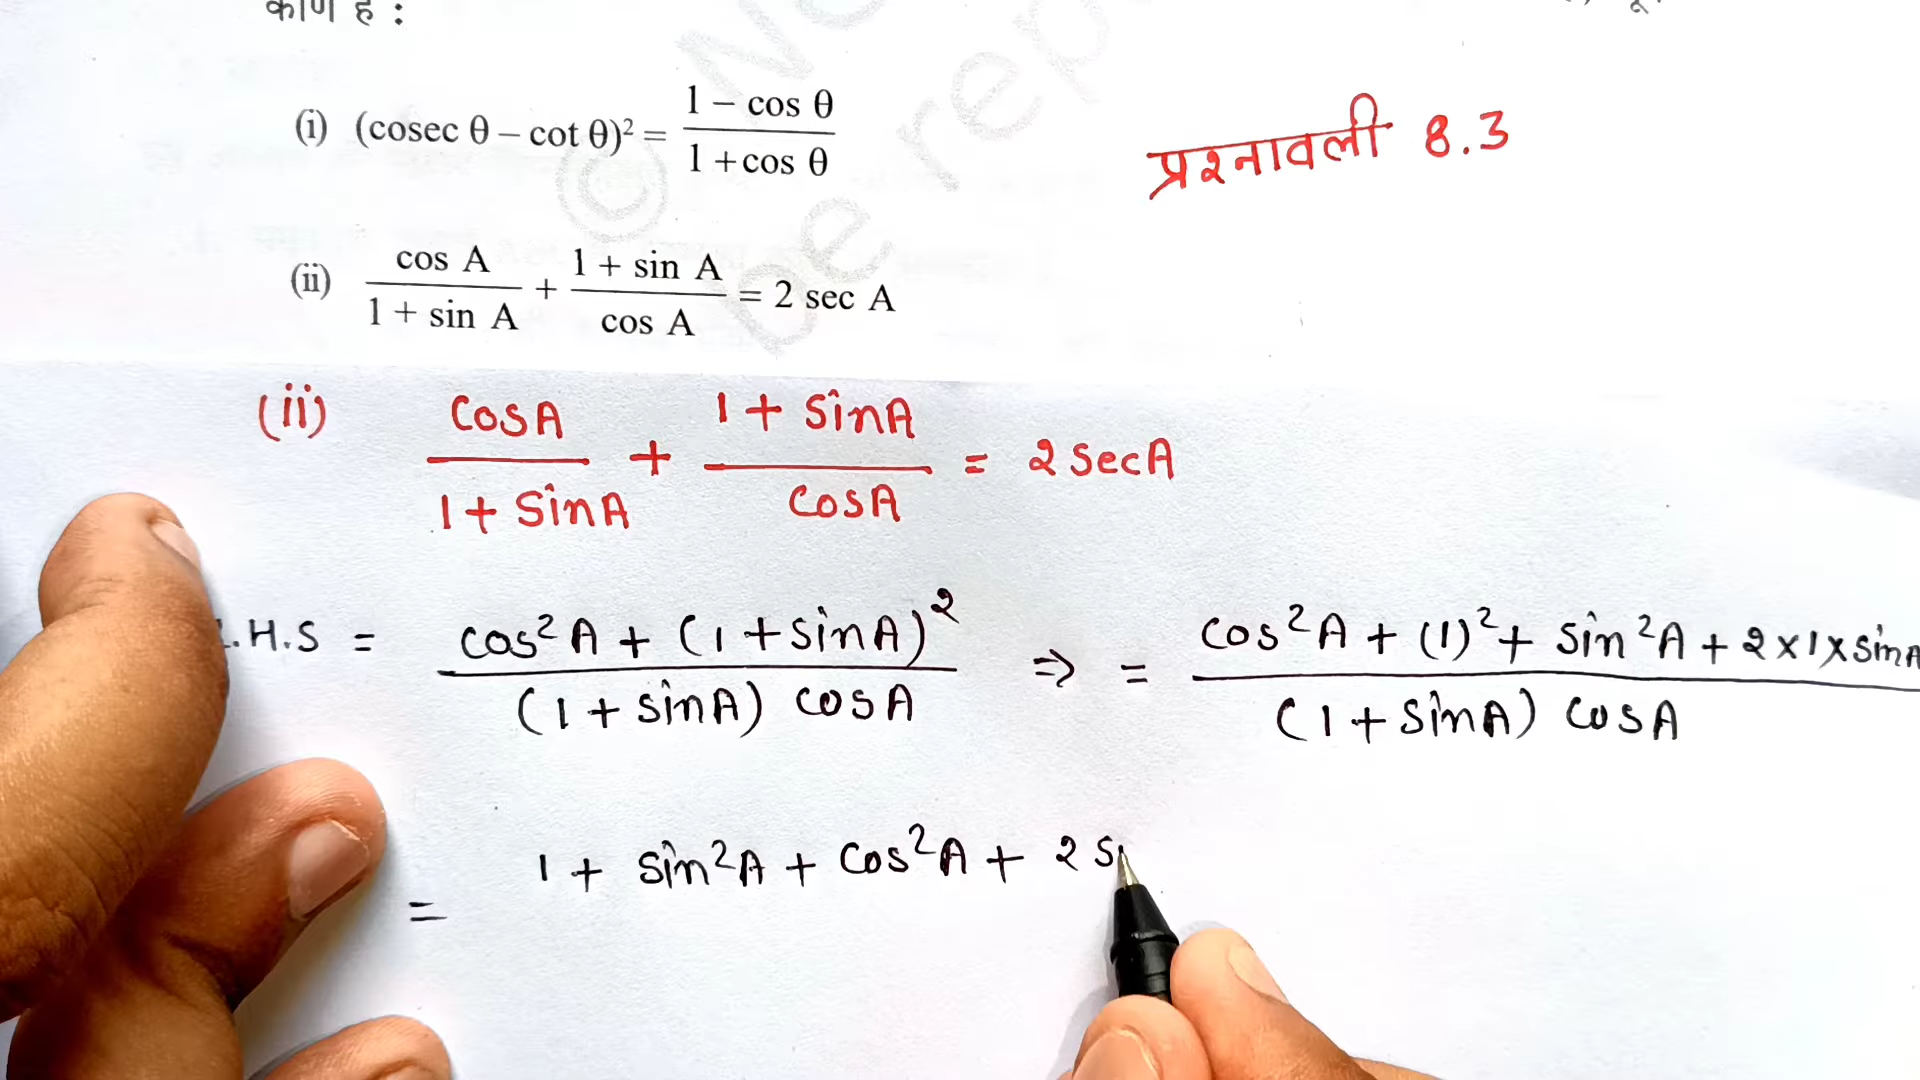 कोण हैं :
(i) (cosec θ – cot θ)² = (1 – cos θ)/(1 + cos θ)
प्रश्नावली 8.3
(ii) cos A/(1 + sin A) + (1 + sin A)/cos A = 2 sec A
(ii) CosA/(1 + SinA) + (1 + SinA)/CosA = 2 SecA
.H.S = (cos²A + (1 + sinA)²)/((1 + sinA) cosA) ⇒ = (cos²A + (1)² + sin²A + 2×1×sinA)/((1 + sinA) cosA)
= 1 + sin²A + cos²A + 2 S